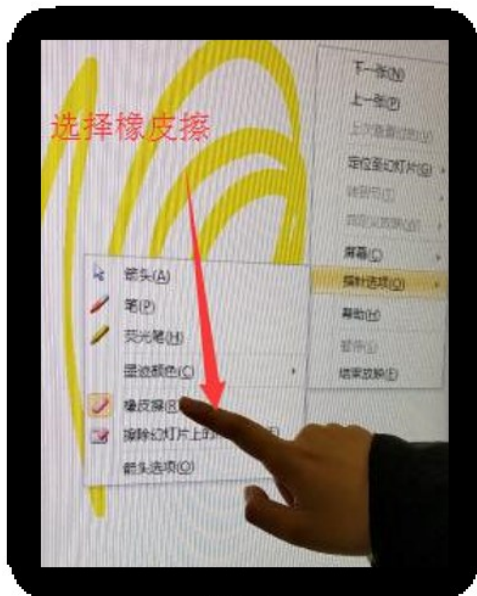 选择橡皮擦
下一张(N)
上一张(P)
定位至幻灯片(G)
屏幕(C)
指针选项(O)
帮助(H)
暂停(S)
结束放映(E)
箭头(A)
笔(P)
荧光笔(H)
墨迹颜色(C)
橡皮擦(R)
擦除幻灯片上的
箭头选项(O)